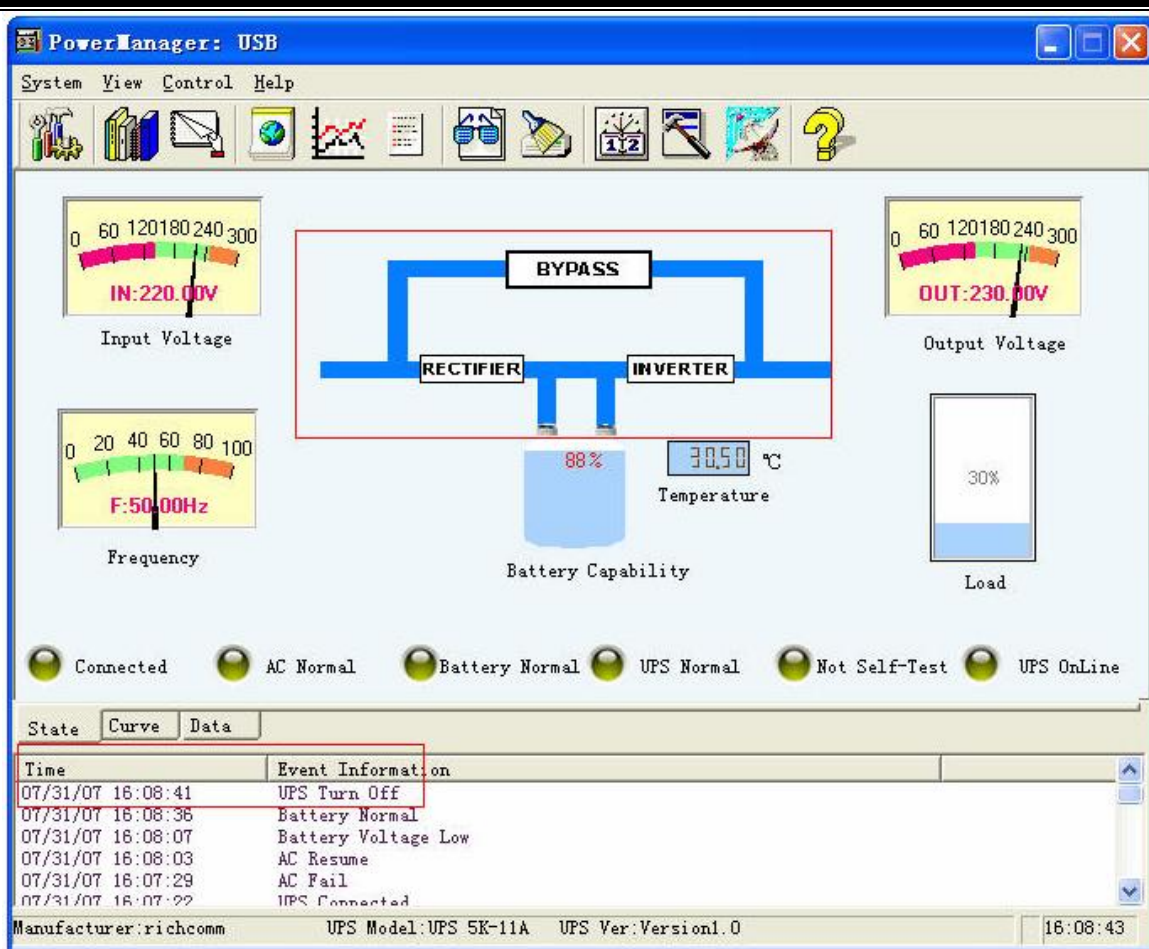 PowerManager: USB
System View Control Help
0 60 120 180 240 300
IN:220.00V
Input Voltage
BYPASS
RECTIFIER
INVERTER
0 60 120 180 240 300
OUT:230.00V
Output Voltage
0 20 40 60 80 100
F:50.00Hz
Frequency
88%
30.50 ℃
Temperature
Battery Capability
30%
Load
Connected
AC Normal
Battery Normal
UPS Normal
Not Self-Test
UPS OnLine
State Curve Data
Time Event Information
07/31/07 16:08:41 UPS Turn Off
07/31/07 16:08:36 Battery Normal
07/31/07 16:08:07 Battery Voltage Low
07/31/07 16:08:03 AC Resume
07/31/07 16:07:29 AC Fail
07/31/07 16:07:22 UPS Connected
Manufacturer:richcomm UPS Model:UPS 5K-11A UPS Ver:Version1.0 16:08:43